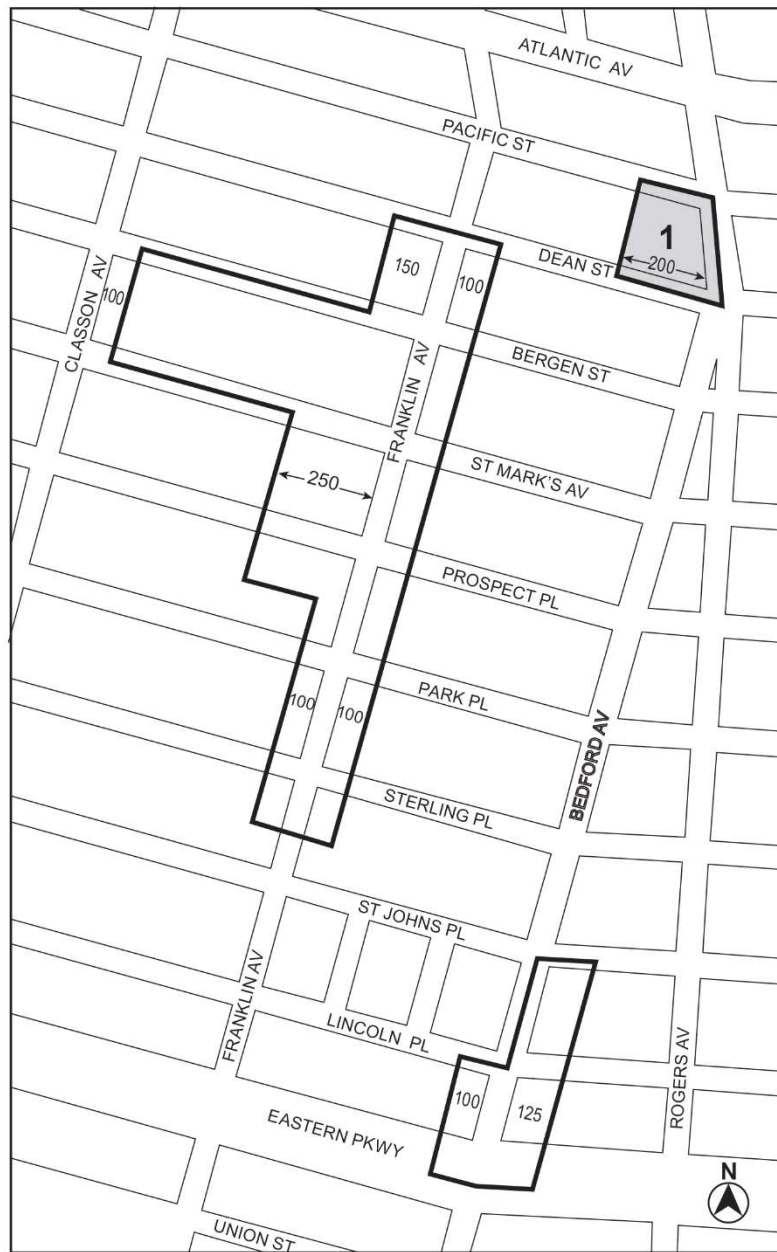 ATLANTIC AV
PACIFIC ST
1
200
DEAN ST
150
100
CLASSON AV
100
FRANKLIN AV
BERGEN ST
ST MARK'S AV
250
PROSPECT PL
PARK PL
100
100
BEDFORD AV
STERLING PL
ST JOHNS PL
FRANKLIN AV
LINCOLN PL
ROGERS AV
100
125
EASTERN PKWY
N
UNION ST